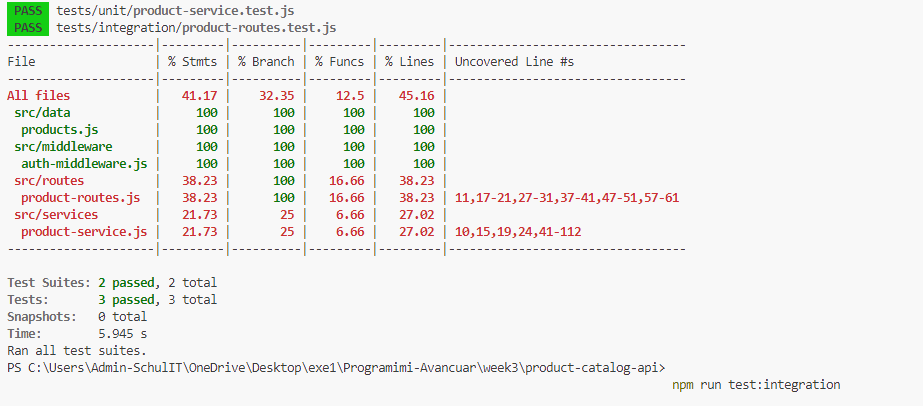 PASS tests/unit/product-service.test.js
PASS tests/integration/product-routes.test.js
--------------------|---------|----------|---------|---------|-------------------------------
File | % Stmts | % Branch | % Funcs | % Lines | Uncovered Line #s
--------------------|---------|----------|---------|---------|-------------------------------
All files | 41.17 | 32.35 | 12.5 | 45.16 |
src/data | 100 | 100 | 100 | 100 |
products.js | 100 | 100 | 100 | 100 |
src/middleware | 100 | 100 | 100 | 100 |
auth-middleware.js | 100 | 100 | 100 | 100 |
src/routes | 38.23 | 100 | 16.66 | 38.23 |
product-routes.js | 38.23 | 100 | 16.66 | 38.23 | 11,17-21,27-31,37-41,47-51,57-61
src/services | 21.73 | 25 | 6.66 | 27.02 |
product-service.js | 21.73 | 25 | 6.66 | 27.02 | 10,15,19,24,41-112
--------------------|---------|----------|---------|---------|-------------------------------
Test Suites: 2 passed, 2 total
Tests: 3 passed, 3 total
Snapshots: 0 total
Time: 5.945 s
Ran all test suites.
PS C:\Users\Admin-SchulIT\OneDrive\Desktop\exe1\Programimi-Avancuar\week3\product-catalog-api>
npm run test:integration